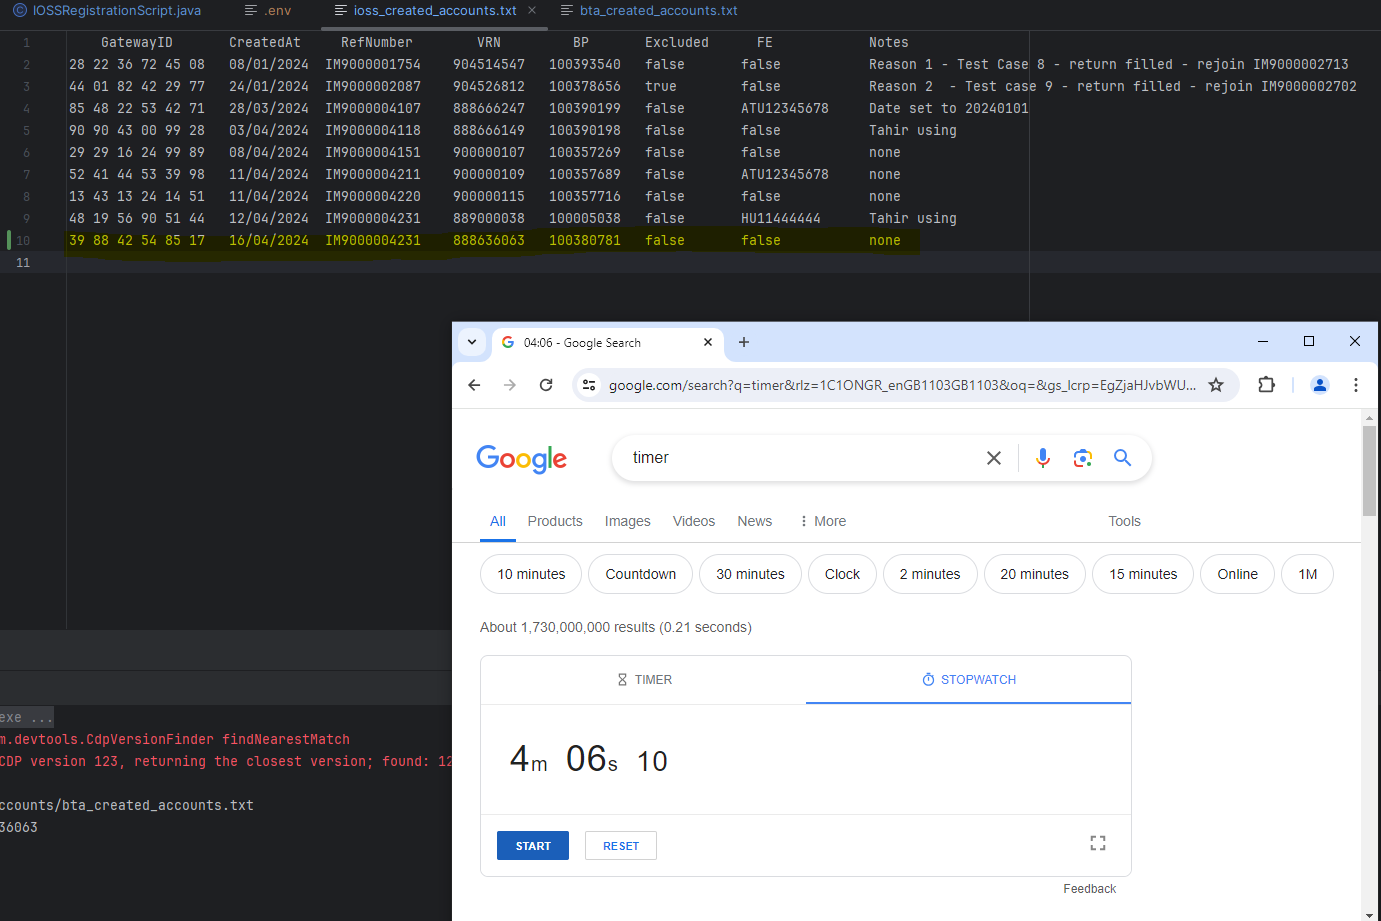 IOSSRegistrationScript.java .env ioss_created_accounts.txt bta_created_accounts.txt
1 GatewayID CreatedAt RefNumber VRN BP Excluded FE Notes
2 28 22 36 72 45 08 08/01/2024 IM9000001754 904514547 100393540 false false Reason 1 - Test Case 8 - return filled - rejoin IM9000002713
3 44 01 82 42 29 77 24/01/2024 IM9000002087 904526812 100378656 true false Reason 2 - Test case 9 - return filled - rejoin IM9000002702
4 85 48 22 53 42 71 28/03/2024 IM9000004107 888666247 100390199 false ATU12345678 Date set to 20240101
5 90 90 43 00 99 28 03/04/2024 IM9000004118 888666149 100390198 false false Tahir using
6 29 29 16 24 99 89 08/04/2024 IM9000004151 900000107 100357269 false false none
7 52 41 44 53 39 98 11/04/2024 IM9000004211 900000109 100357689 false ATU12345678 none
8 13 43 13 24 14 51 11/04/2024 IM9000004220 900000115 100357716 false false none
9 48 19 56 90 51 44 12/04/2024 IM9000004231 889000038 100005038 false HU11444444 Tahir using
10 39 88 42 54 85 17 16/04/2024 IM9000004231 888636063 100380781 false false none
11
04:06 - Google Search
google.com/search?q=timer&rlz=1C1ONGR_enGB1103GB1103&oq=&gs_lcrp=EgZjaHJvbWU...
Google timer
All Products Images Videos News More Tools
10 minutes Countdown 30 minutes Clock 2 minutes 20 minutes 15 minutes Online 1M
About 1,730,000,000 results (0.21 seconds)
TIMER STOPWATCH
4m 06s 10
START RESET
Feedback
exe ...
m.devtools.CdpVersionFinder findNearestMatch
CDP version 123, returning the closest version; found: 12
ccounts/bta_created_accounts.txt
36063